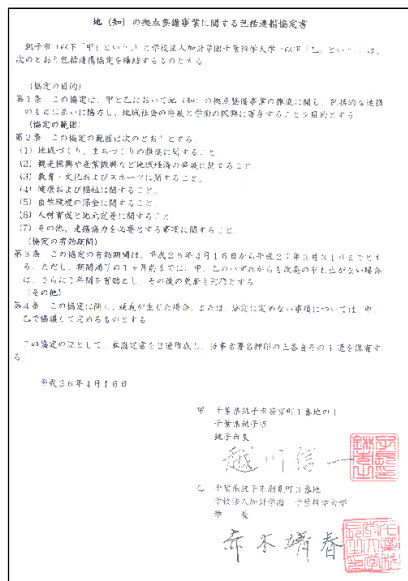 地（知）の拠点整備事業に関する包括連携協定書
銚子市（以下「甲」という。）と学校法人加計学園千葉科学大学（以下「乙」という。）は、
次のとおり包括連携協定を締結するものとする。
（協定の目的）
第1条　この協定は、甲と乙において地（知）の拠点整備事業の推進に関し、包括的な連携
のもとに互いに協力し、地域社会の発展と学術の振興に寄与することを目的とする。
（協定の範囲）
第2条　この協定の範囲は次のとおりとする。
（1）地域づくり、まちづくりの推進に関すること。
（2）観光振興や産業振興など地域経済の発展に関すること。
（3）教育・文化およびスポーツに関すること。
（4）健康および福祉に関すること。
（5）自然環境の保全に関すること。
（6）人材育成と地元定着に関すること。
（7）その他、連携協力を必要とする事項に関すること。
（協定の有効期間）
第3条　この協定の有効期間は、平成26年4月16日から平成27年3月31日までと
する。ただし、期間満了の1ヶ月前までに、甲、乙のいずれからも改廃の申し出がない場合
は、さらに1年間を有効とし、その後の更新も同様とする。
（その他）
第4条　この協定に関し、疑義が生じた場合、または、協定に定めない事項については、甲
乙で協議して定めるものとする。
この協定の証として、本協定書を2通作成し、当事者署名押印の上各自その1通を保有す
る。
平成26年4月16日
甲　千葉県銚子市若宮町1番地の1
千葉県銚子市
銚子市長
越川信一
乙　千葉県銚子市潮見町3番地
学校法人加計学園　千葉科学大学
学　長
赤木靖春